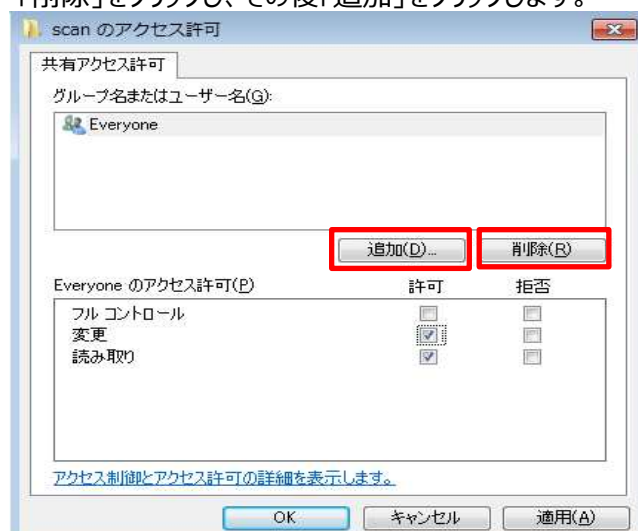 「削除」をクリックし、その後「追加」をクリックします。
scan のアクセス許可
共有アクセス許可
グループ名またはユーザー名(G):
Everyone
追加(D)... 削除(R)
Everyone のアクセス許可(P) 許可 拒否
フル コントロール
変更
読み取り
アクセス制御とアクセス許可の詳細を表示します。
OK キャンセル 適用(A)